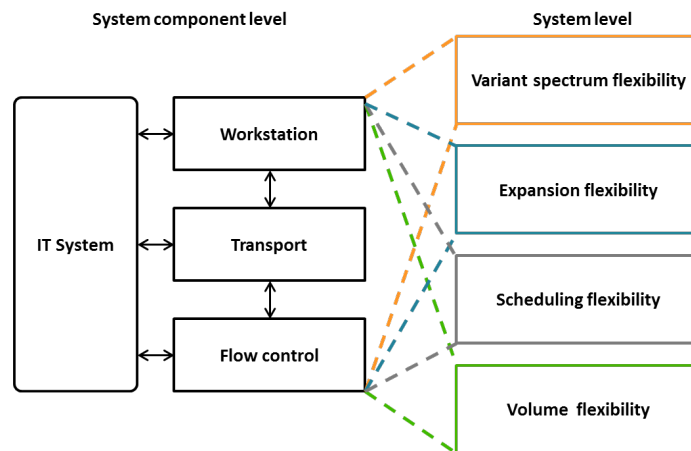 System component level
System level
IT System
Workstation
Transport
Flow control
Variant spectrum flexibility
Expansion flexibility
Scheduling flexibility
Volume flexibility